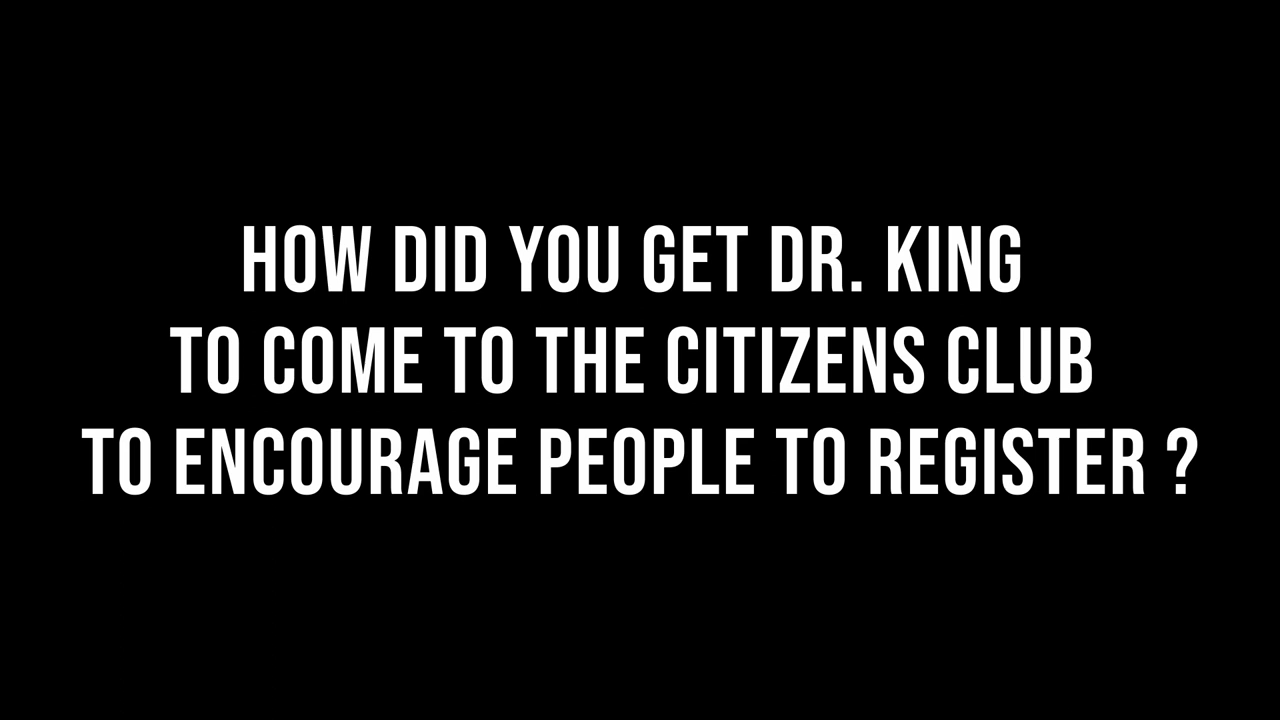 HOW DID YOU GET DR. KING
TO COME TO THE CITIZENS CLUB
TO ENCOURAGE PEOPLE TO REGISTER ?